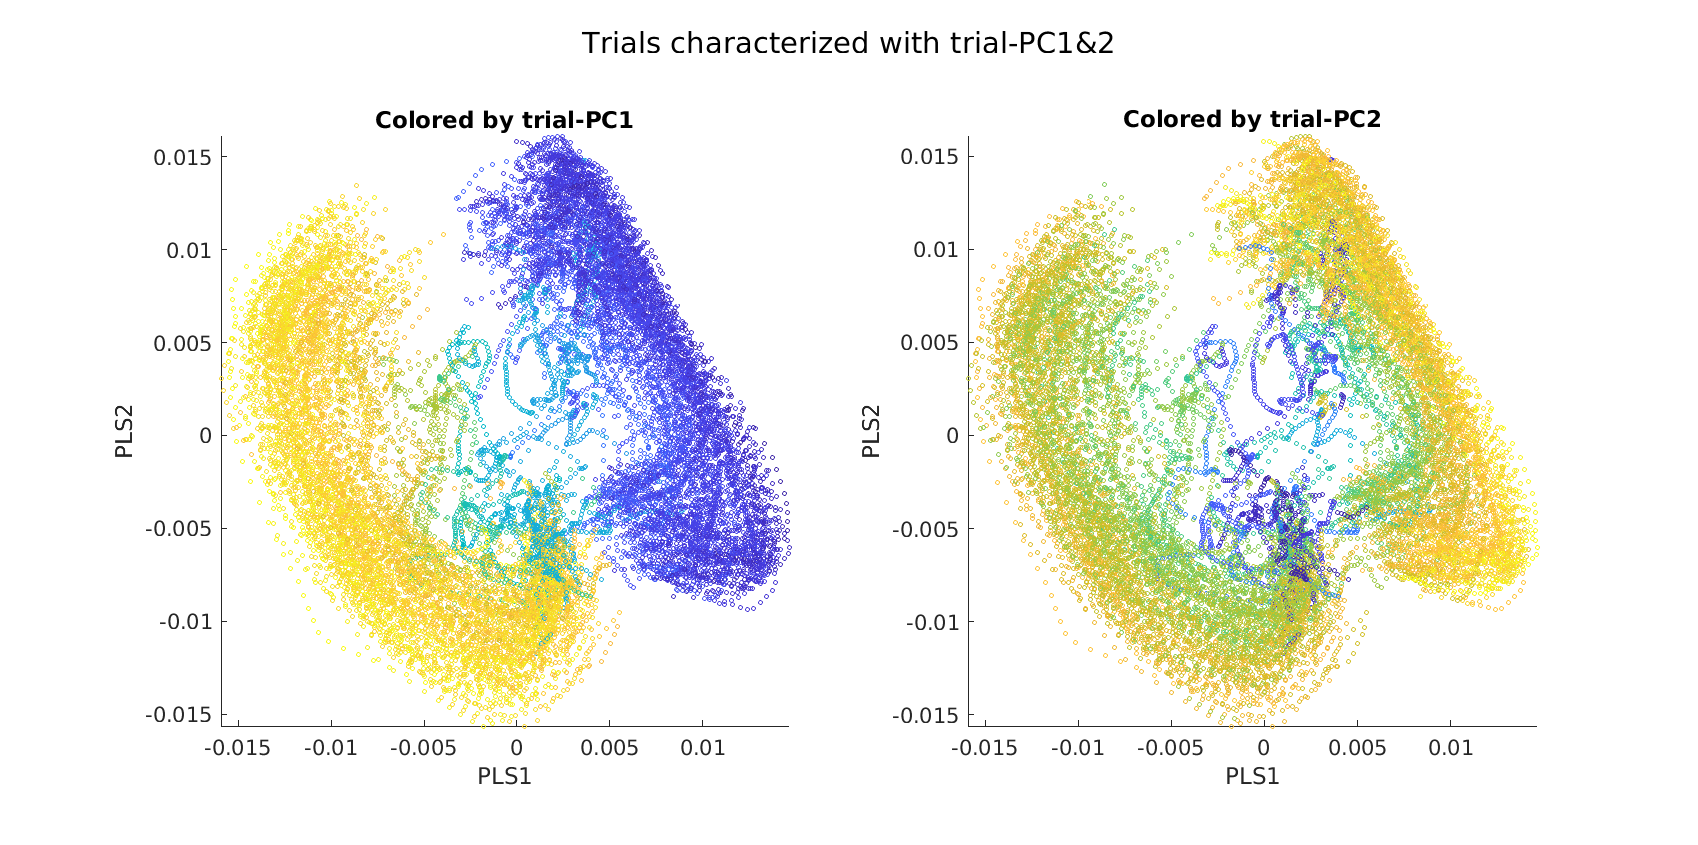 Trials characterized with trial-PC1&2
Colored by trial-PC1
0.015
0.01
0.005
0
-0.005
-0.01
-0.015
PLS2
-0.015 -0.01 -0.005 0 0.005 0.01
PLS1
Colored by trial-PC2
0.015
0.01
0.005
0
-0.005
-0.01
-0.015
PLS2
-0.015 -0.01 -0.005 0 0.005 0.01
PLS1